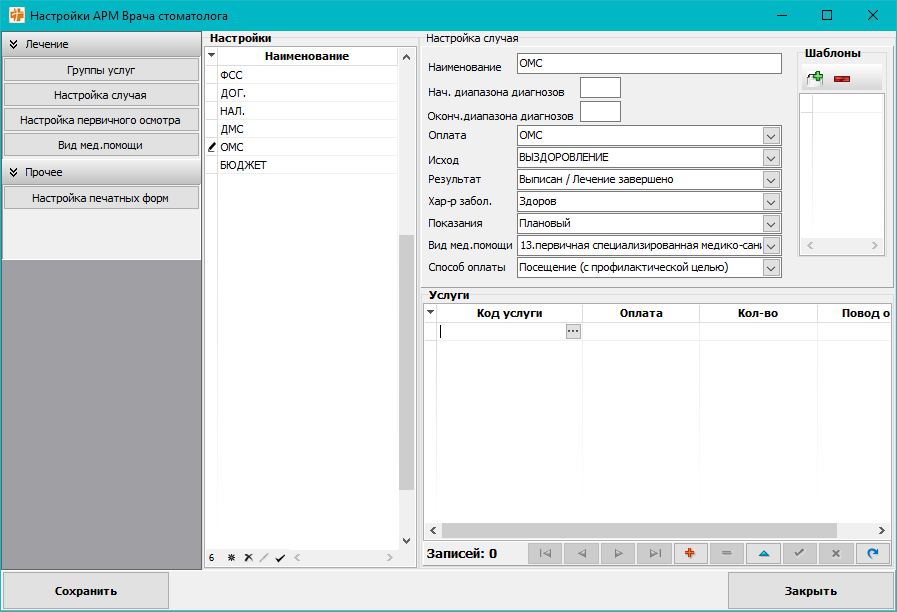 Настройки АРМ Врача стоматолога
Лечение
Группы услуг
Настройка случая
Настройка первичного осмотра
Вид мед.помощи
Прочее
Настройка печатных форм
Настройки
Наименование
ФСС
ДОГ.
НАЛ.
ДМС
ОМС
БЮДЖЕТ
6
Настройка случая
Наименование ОМС
Нач. диапазона диагнозов
Оконч.диапазона диагнозов
Оплата ОМС
Исход ВЫЗДОРОВЛЕНИЕ
Результат Выписан / Лечение завершено
Хар-р забол. Здоров
Показания Плановый
Вид мед.помощи 13.первичная специализированная медико-сани
Способ оплаты Посещение (с профилактической целью)
Шаблоны
Услуги
Код услуги Оплата Кол-во Повод о
Записей: 0
Сохранить
Закрыть